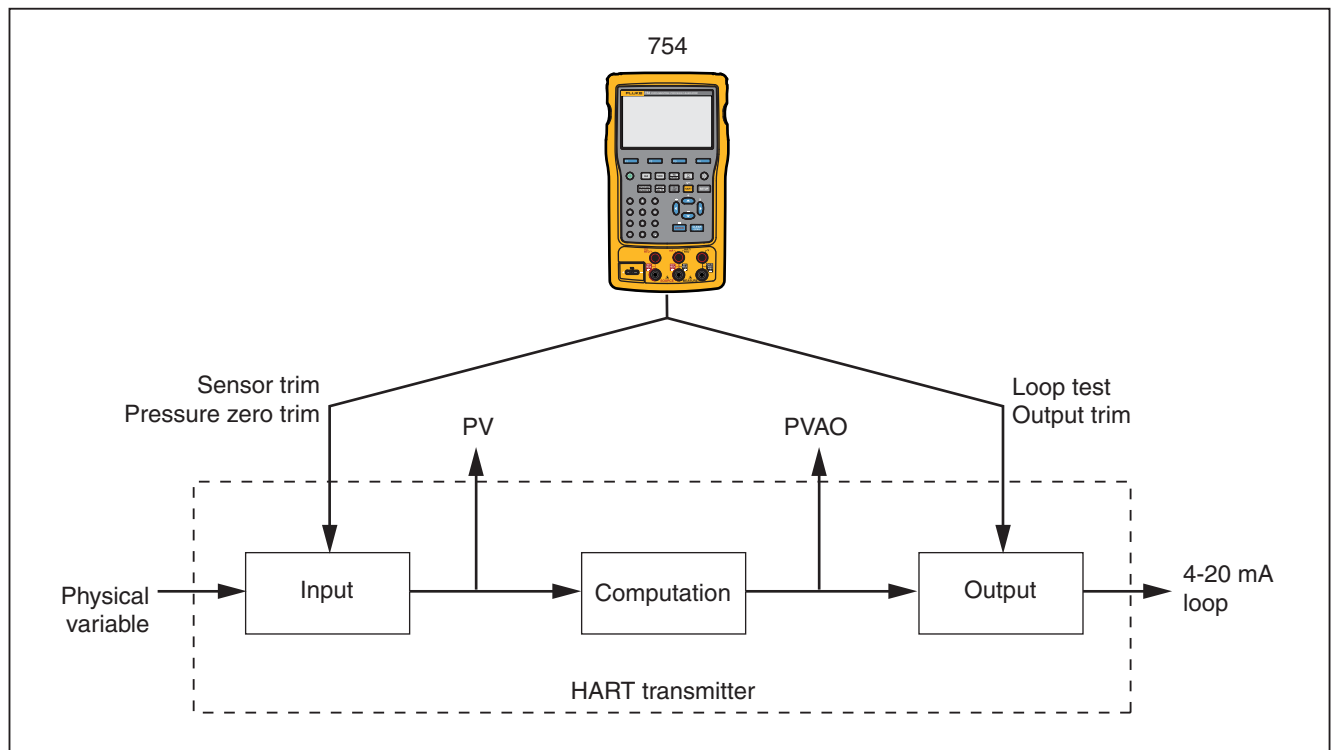 754
FLUKE
Sensor trim
Pressure zero trim
Loop test
Output trim
PV
PVAO
Physical
variable
Input
Computation
Output
4-20 mA
loop
HART transmitter